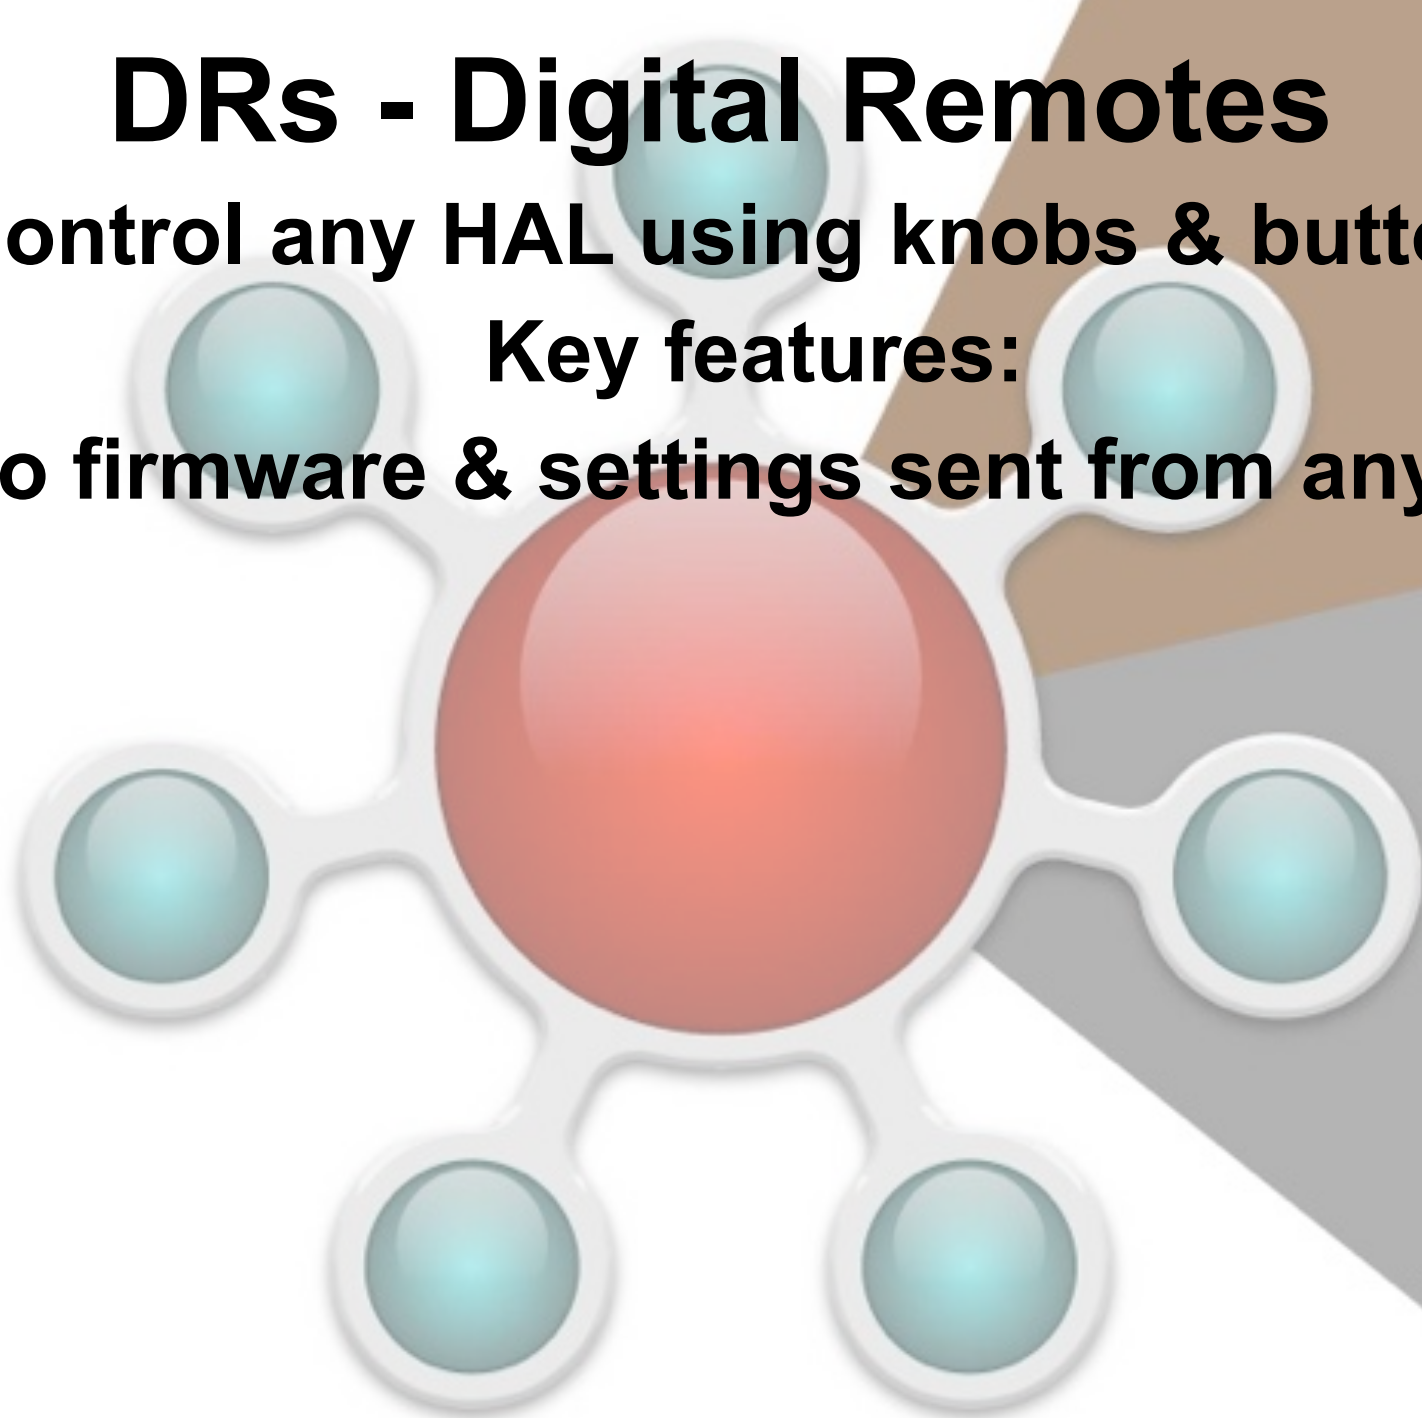 DRs - Digital Remotes
ontrol any HAL using knobs & butt
Key features:
o firmware & settings sent from any